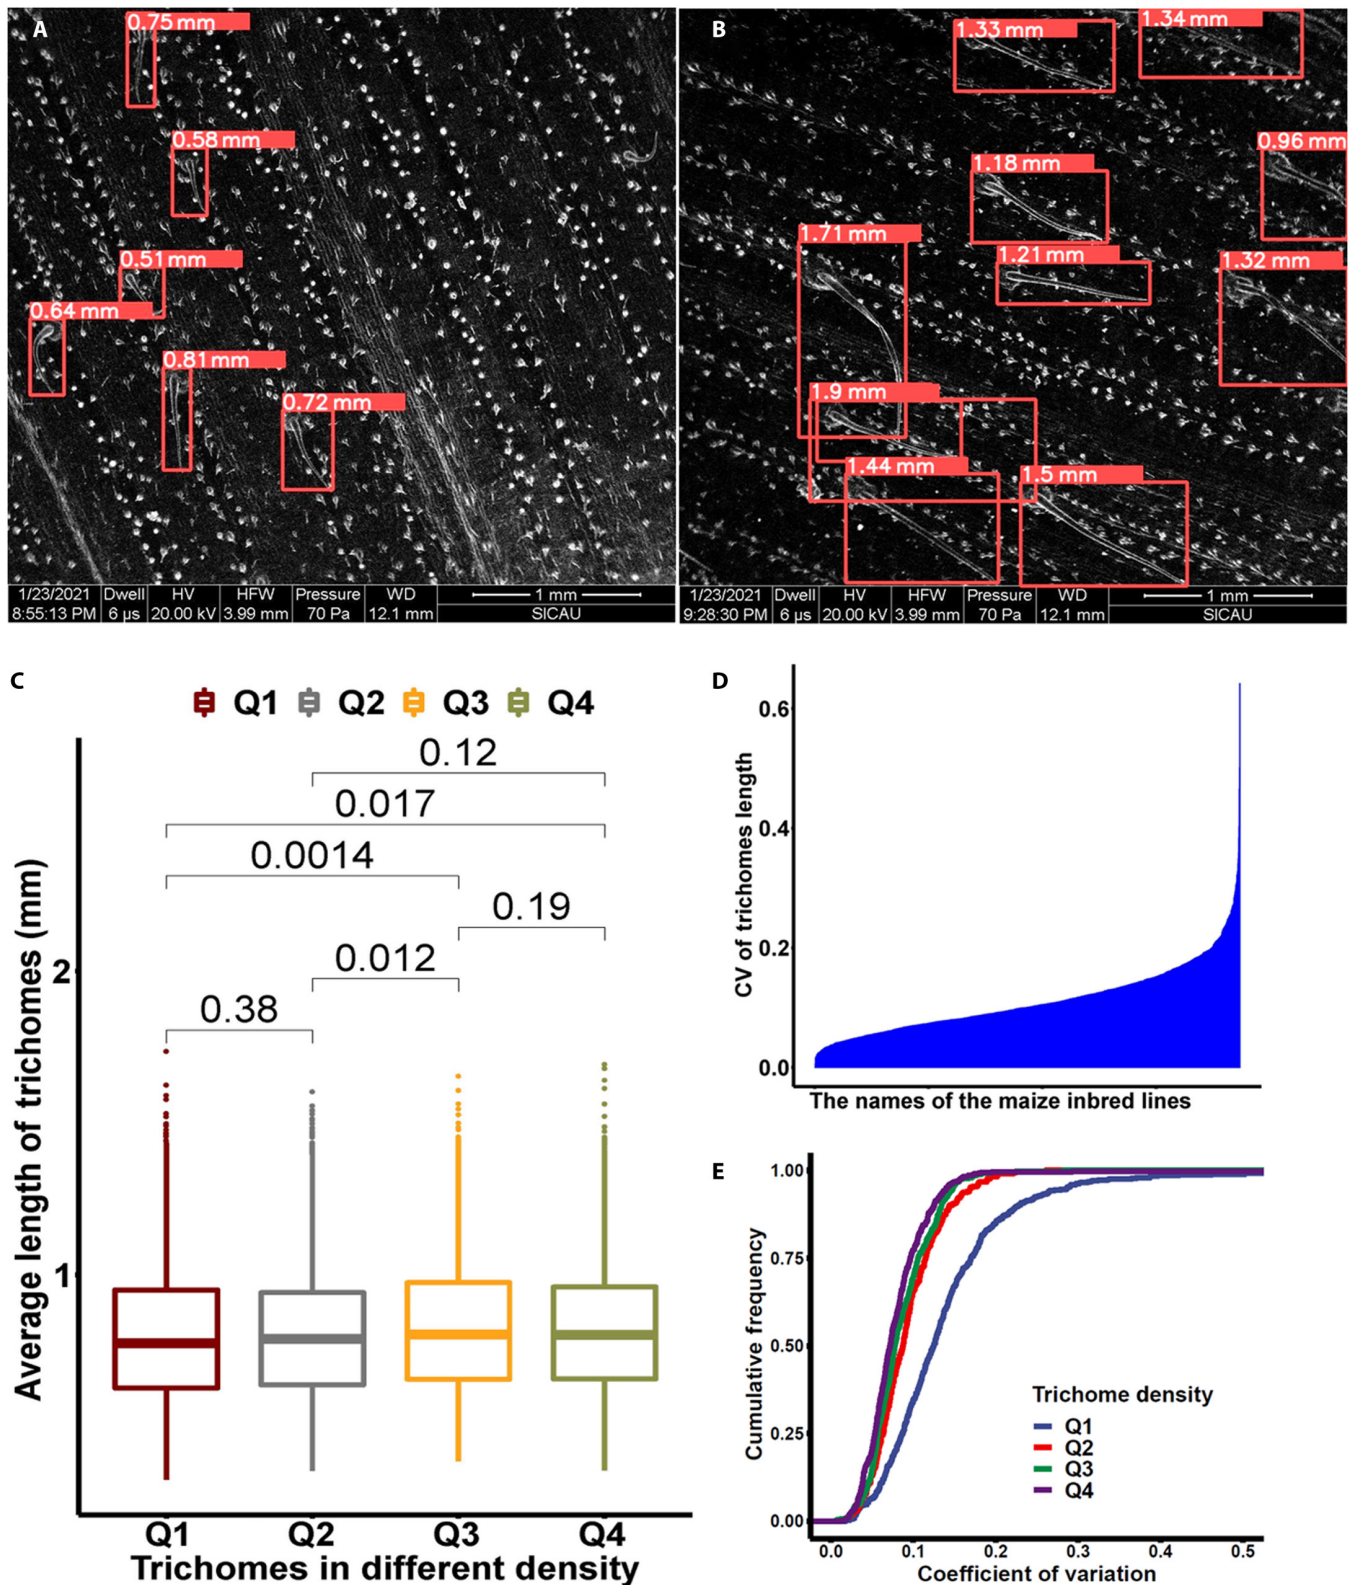 A
0.75 mm
0.58 mm
0.51 mm
0.64 mm
0.81 mm
0.72 mm
1/23/2021 Dwell HV HFW Pressure WD 1 mm
8:55:13 PM 6 µs 20.00 kV 3.99 mm 70 Pa 12.1 mm SICAU
B
1.33 mm
1.34 mm
0.96 mm
1.18 mm
1.71 mm
1.21 mm
1.32 mm
1.9 mm
1.44 mm
1.5 mm
1/23/2021 Dwell HV HFW Pressure WD 1 mm
9:28:30 PM 6 µs 20.00 kV 3.99 mm 70 Pa 12.1 mm SICAU
C
Q1 Q2 Q3 Q4
0.12
0.017
0.0014
0.19
0.012
0.38
2
1
Average length of trichomes (mm)
Q1 Q2 Q3 Q4
Trichomes in different density
D
0.6
0.4
0.2
0.0
CV of trichomes length
The names of the maize inbred lines
E
1.00
0.75
0.50
0.25
0.00
Cumulative frequency
Trichome density
Q1
Q2
Q3
Q4
0.0 0.1 0.2 0.3 0.4 0.5
Coefficient of variation